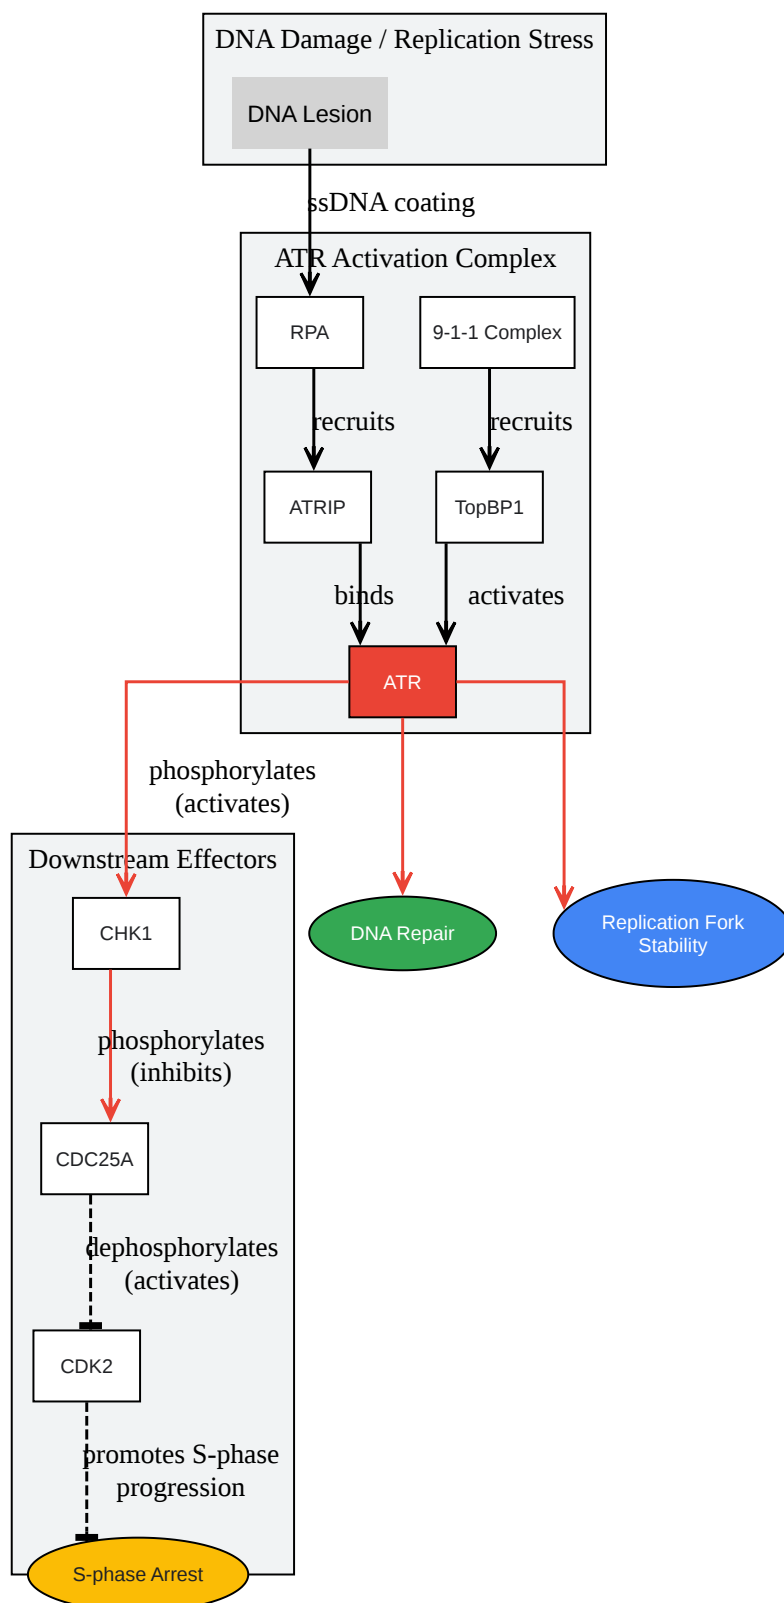 DNA Damage / Replication Stress
DNA Lesion
ssDNA coating
ATR Activation Complex
RPA
9-1-1 Complex
recruits
recruits
ATRIP
TopBP1
binds
activates
ATR
phosphorylates
(activates)
Downstream Effectors
CHK1
DNA Repair
Replication Fork
Stability
phosphorylates
(inhibits)
CDC25A
dephosphorylates
(activates)
CDK2
promotes S-phase
progression
S-phase Arrest